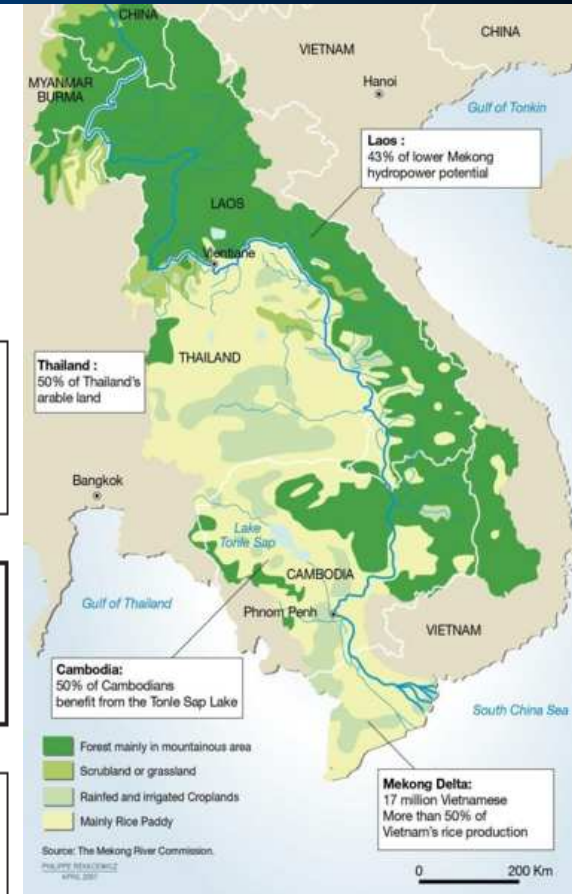 CHINA
CHINA
VIETNAM
MYANMAR
BURMA
Hanoi
Gulf of Tonkin
Laos :
43% of lower Mekong
hydropower potential
LAOS
Vientiane
Thailand :
50% of Thailand's
arable land
THAILAND
Bangkok
Lake
Tonle Sap
CAMBODIA
Gulf of Thailand
Phnom Penh
VIETNAM
Cambodia:
50% of Cambodians
benefit from the Tonle Sap Lake
South China Sea
Forest mainly in mountainous area
Scrubland or grassland
Rainfed and irrigated Croplands
Mainly Rice Paddy
Mekong Delta:
17 million Vietnamese
More than 50% of
Vietnam's rice production
Source: The Mekong River Commission.
PHILIPPE REKACEWICZ
APRIL 2007
0 200 Km